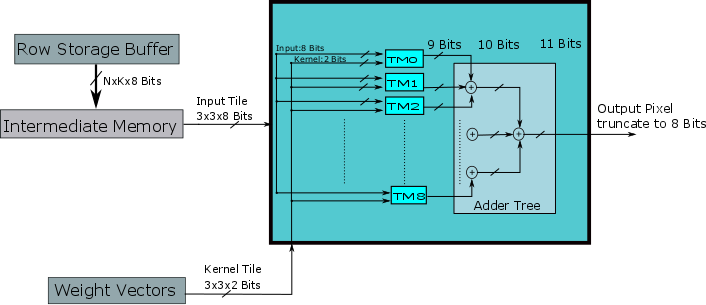 Row Storage Buffer
NxKx8 Bits
Intermediate Memory
Input Tile
3x3x8 Bits
Input:8 Bits
Kernel:2 Bits
TM0
TM1
TM2
TM8
9 Bits
10 Bits
11 Bits
+
+
+
+
Adder Tree
Output Pixel
truncate to 8 Bits
Kernel Tile
3x3x2 Bits
Weight Vectors